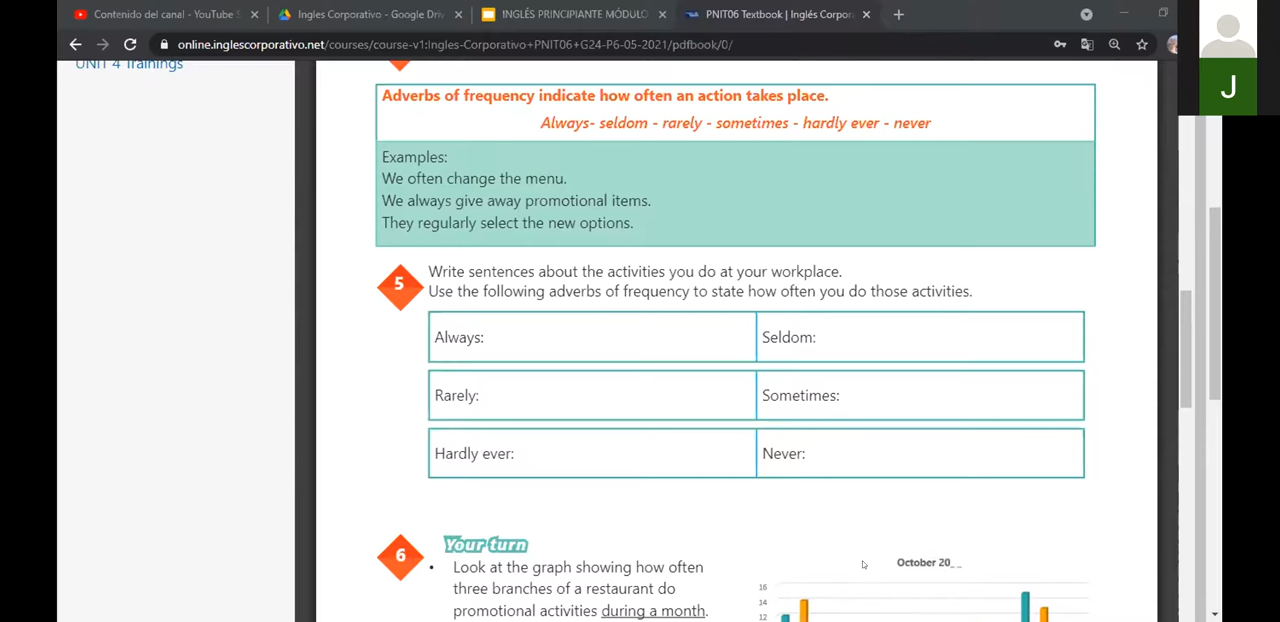 Contenido del canal - YouTube S
Ingles Corporativo - Google Driv
INGLÉS PRINCIPIANTE MÓDULO
PNIT06 Textbook | Inglés Corpor
online.inglescorporativo.net/courses/course-v1:Ingles-Corporativo+PNIT06+G24-P6-05-2021/pdfbook/0/
UNIT 4 Trainings
J
Adverbs of frequency indicate how often an action takes place.
Always- seldom - rarely - sometimes - hardly ever - never
Examples:
We often change the menu.
We always give away promotional items.
They regularly select the new options.
5
Write sentences about the activities you do at your workplace.
Use the following adverbs of frequency to state how often you do those activities.
Always:
Seldom:
Rarely:
Sometimes:
Hardly ever:
Never:
6
Your turn
• Look at the graph showing how often
three branches of a restaurant do
promotional activities during a month.
October 20_ _
16
14
12